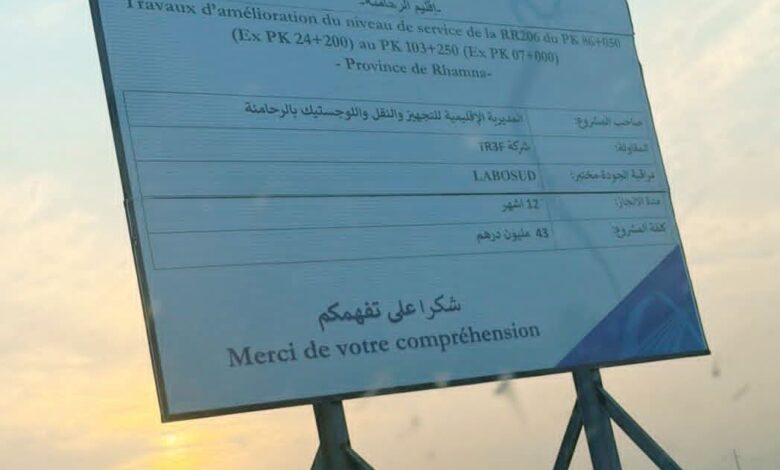 -إقليم الرحامنة-
Travaux d'amélioration du niveau de service de la RR206 du PK 86+050
(Ex PK 24+200) au PK 103+250 (Ex PK 07+000)
- Province de Rhamna-
صاحب المشروع: المديرية الإقليمية للتجهيز والنقل واللوجستيك بالرحامنة
المقاولة: شركة TR3F
مراقبة الجودة-مختبر: LABOSUD
مدة الانجاز: 12 اشهر
كلفة المشروع: 43 مليون درهم
شكرا على تفهمكم
Merci de votre compréhension